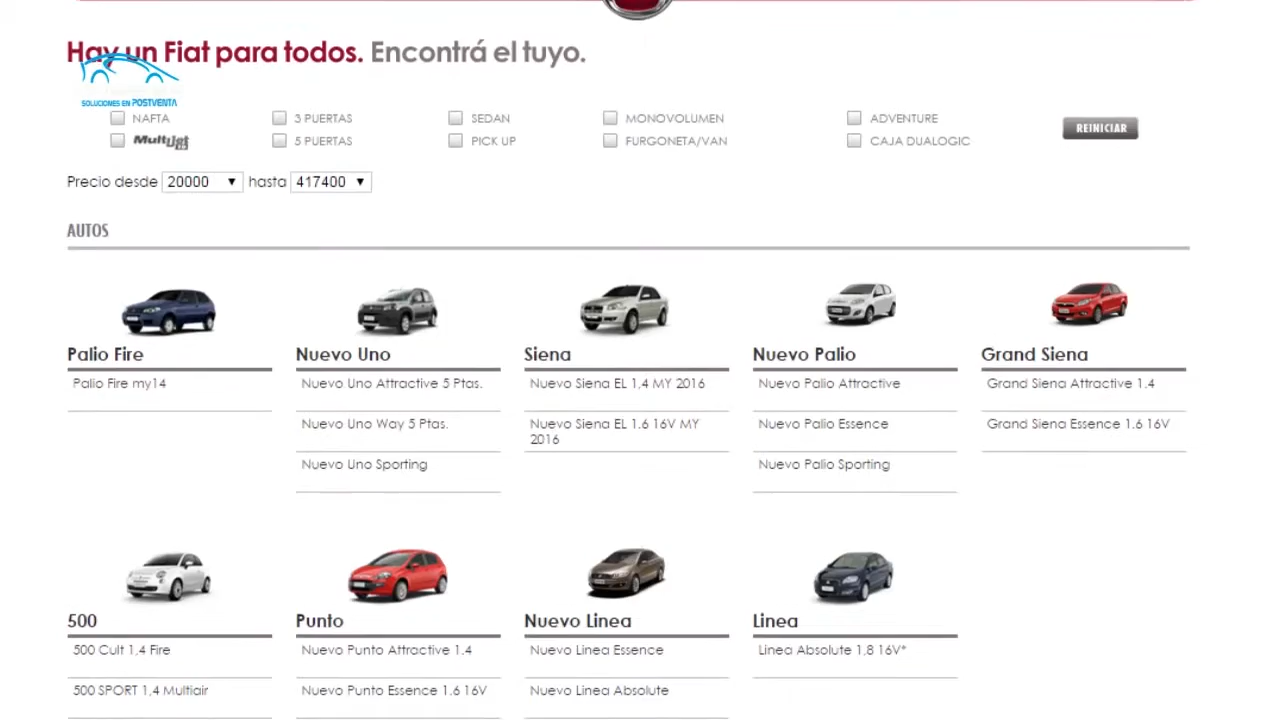 Hay un Fiat para todos. Encontrá el tuyo.
SOLUCIONES EN POSTVENTA
NAFTA 3 PUERTAS SEDAN MONOVOLUMEN ADVENTURE
REINICIAR
MultiJet 5 PUERTAS PICK UP FURGONETA/VAN CAJA DUALOGIC
Precio desde 20000 hasta 417400
AUTOS
Palio Fire Nuevo Uno Siena Nuevo Palio Grand Siena
Palio Fire my14 Nuevo Uno Attractive 5 Ptas. Nuevo Siena EL 1,4 MY 2016 Nuevo Palio Attractive Grand Siena Attractive 1.4
Nuevo Uno Way 5 Ptas. Nuevo Siena EL 1.6 16V MY Nuevo Palio Essence Grand Siena Essence 1.6 16V
2016
Nuevo Uno Sporting Nuevo Palio Sporting
500 Punto Nuevo Linea Linea
500 Cult 1,4 Fire Nuevo Punto Attractive 1.4 Nuevo Linea Essence Linea Absolute 1,8 16V*
500 SPORT 1,4 Multiair Nuevo Punto Essence 1.6 16V Nuevo Linea Absolute